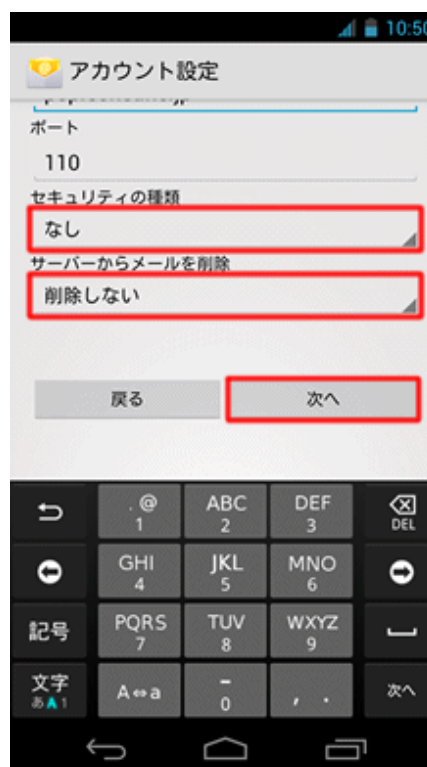 10:50
アカウント設定
ポート
110
セキュリティの種類
なし
サーバーからメールを削除
削除しない
戻る 次へ
.@ ABC DEF
1 2 3 DEL
GHI JKL MNO
4 5 6
記号 PQRS TUV WXYZ
7 8 9
文字 A⇔a - , . 次へ
あA1 0